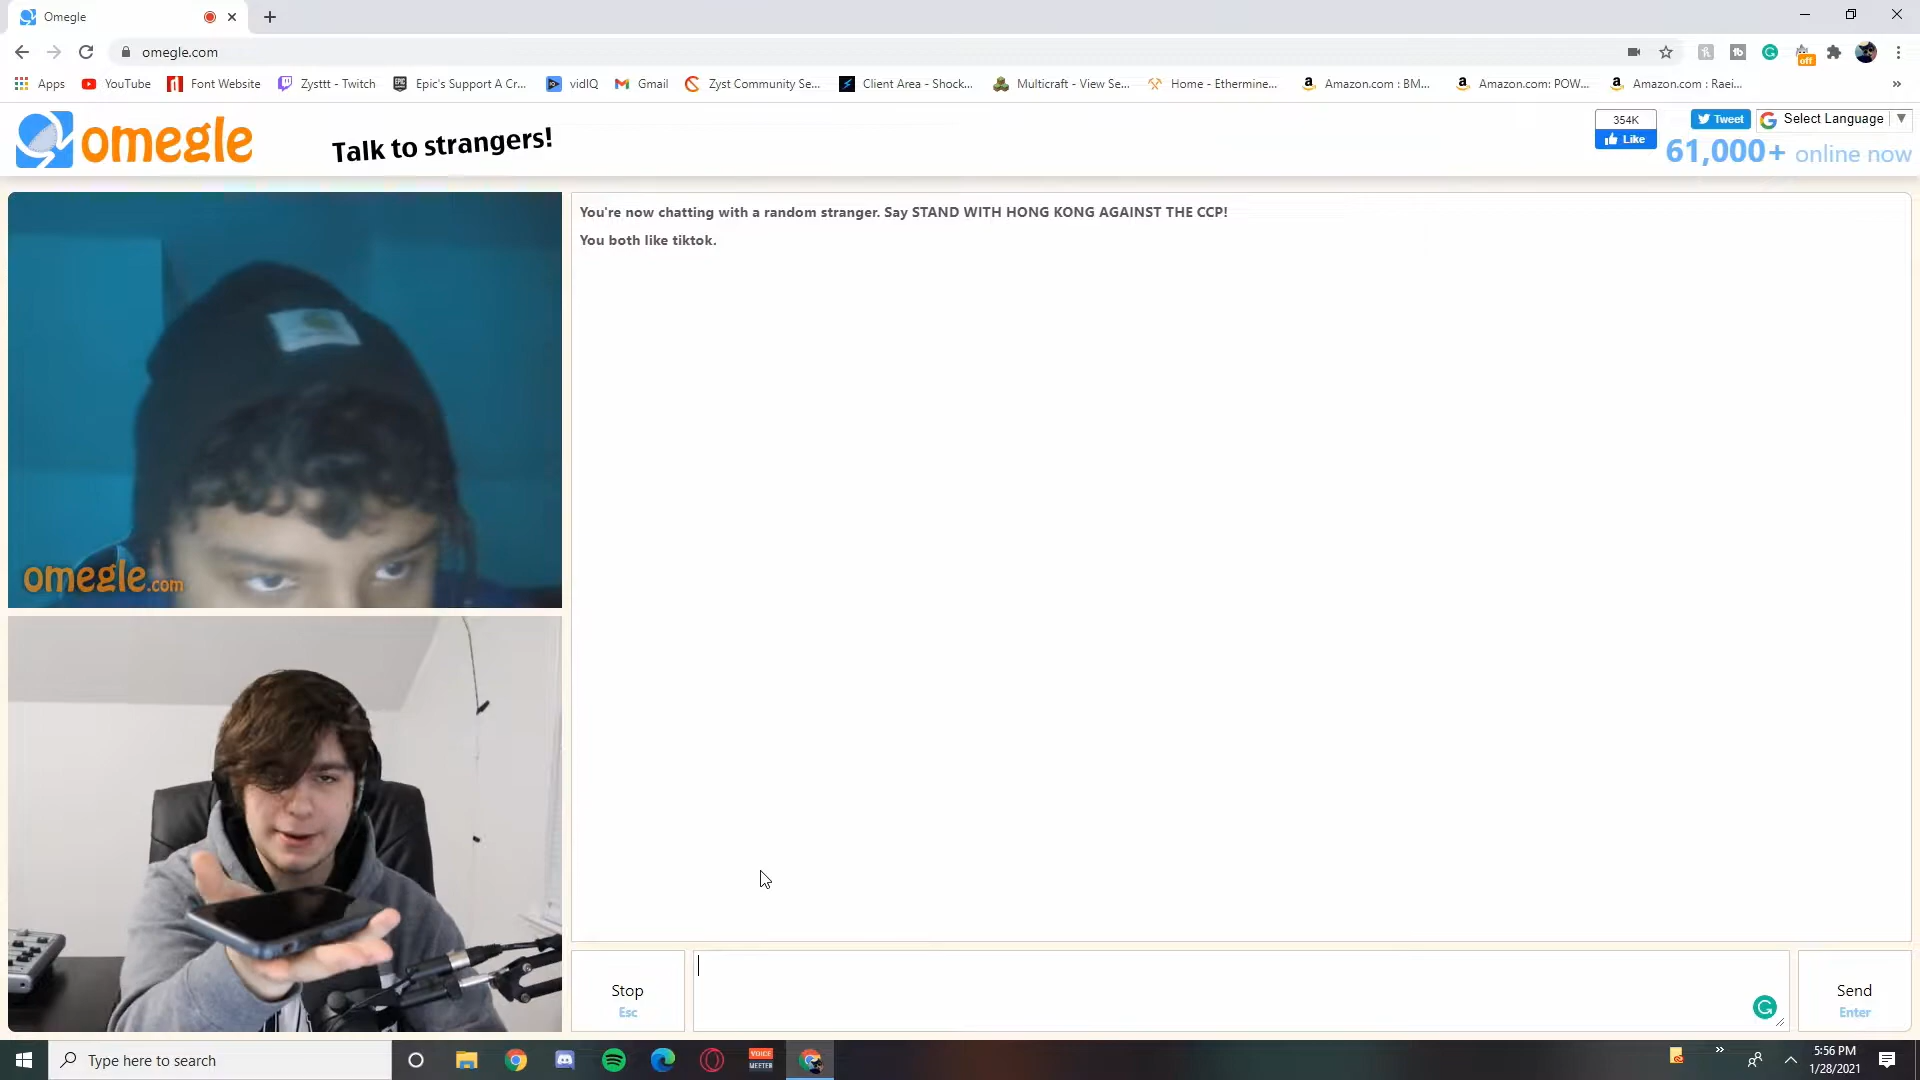 Omegle
omegle.com
Apps
YouTube
Font Website
Zysttt - Twitch
Epic's Support A Cr...
vidIQ
Gmail
Zyst Community Se...
Client Area - Shock...
Multicraft - View Se...
Home - Ethermine...
Amazon.com : BM...
Amazon.com: POW...
Amazon.com : Raei...
off
omegle
Talk to strangers!
354K
Like
Tweet
Select Language
61,000+ online now
You're now chatting with a random stranger. Say STAND WITH HONG KONG AGAINST THE CCP!
You both like tiktok.
omegle.com
Stop
Esc
Send
Enter
Type here to search
VOICE
MEETER
5:56 PM
1/28/2021